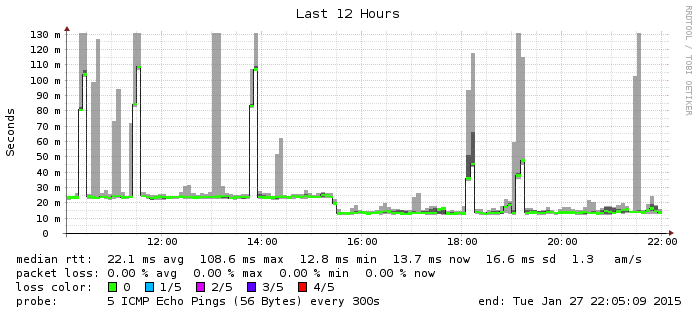 Last 12 Hours
RRDTOOL / TOBI OETIKER
Seconds
130 m
120 m
110 m
100 m
90 m
80 m
70 m
60 m
50 m
40 m
30 m
20 m
10 m
0
12:00 14:00 16:00 18:00 20:00 22:00
median rtt: 22.1 ms avg 108.6 ms max 12.8 ms min 13.7 ms now 16.6 ms sd 1.3 am/s
packet loss: 0.00 % avg 0.00 % max 0.00 % min 0.00 % now
loss color: 0 1/5 2/5 3/5 4/5
probe: 5 ICMP Echo Pings (56 Bytes) every 300s end: Tue Jan 27 22:05:09 2015